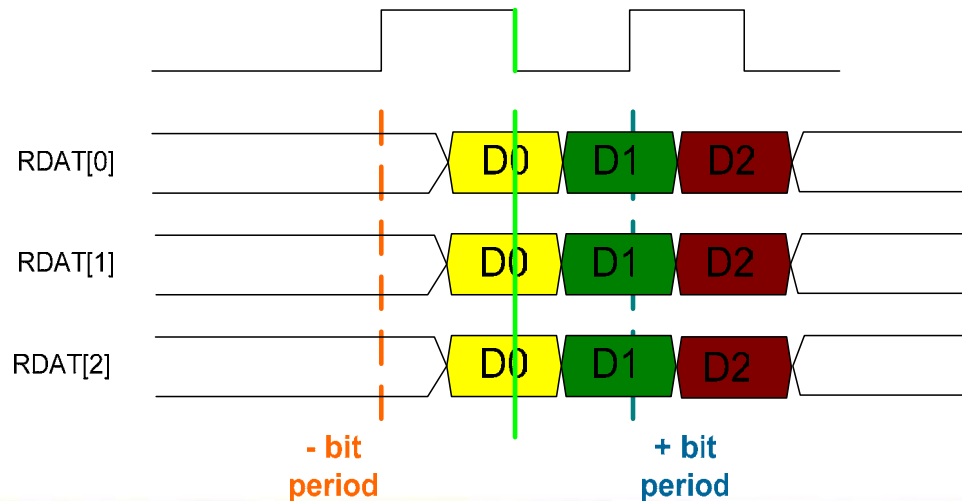 RDAT[0] D0 D1 D2
RDAT[1] D0 D1 D2
RDAT[2] D0 D1 D2
- bit
period
+ bit
period